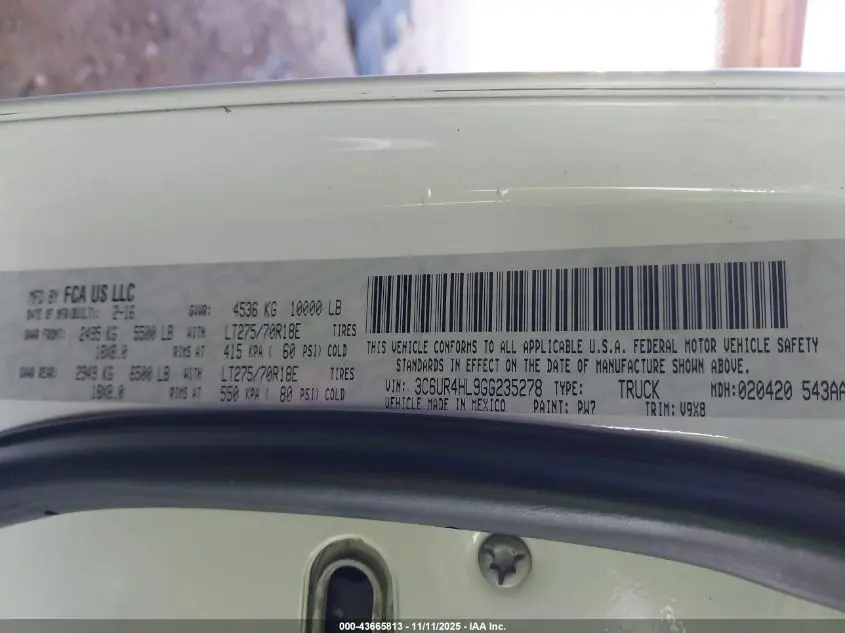 MFD BY FCA US LLC
DATE OF MFR(BUILT): 2-16 GVWR: 4536 KG 10000 LB
GAWR FRONT: 2495 KG 5500 LB WITH LT275/70R18E TIRES
18X8.0 RIMS AT 415 KPA ( 60 PSI) COLD
GAWR REAR: 2949 KG 6500 LB WITH LT275/70R18E TIRES
18X8.0 RIMS AT 550 KPA ( 80 PSI) COLD
THIS VEHICLE CONFORMS TO ALL APPLICABLE U.S.A. FEDERAL MOTOR VEHICLE SAFETY
STANDARDS IN EFFECT ON THE DATE OF MANUFACTURE SHOWN ABOVE.
VIN: 3C6UR4HL9GG235278 TYPE: TRUCK MDH:020420 543AA
VEHICLE MADE IN MEXICO PAINT: PW7 TRIM: V9X8
000-43665813 - 11/11/2025 - IAA Inc.